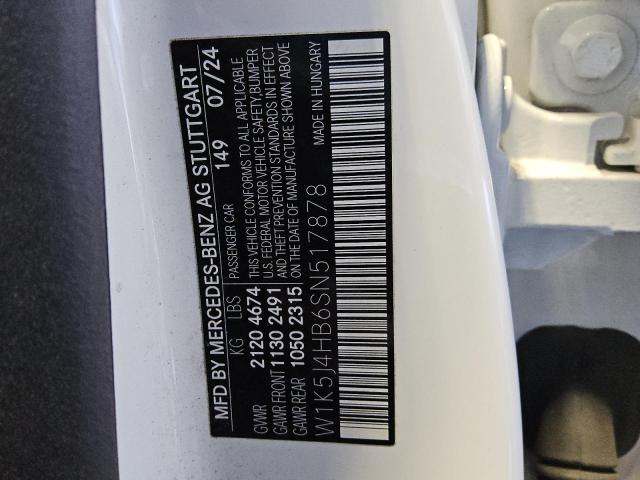 MFD BY MERCEDES-BENZ AG STUTTGART
149 07/24
KG LBS
GVWR 2120 4674
GAWR FRONT 1130 2491
GAWR REAR 1050 2315
PASSENGER CAR
THIS VEHICLE CONFORMS TO ALL APPLICABLE
U.S. FEDERAL MOTOR VEHICLE SAFETY, BUMPER
AND THEFT PREVENTION STANDARDS IN EFFECT
ON THE DATE OF MANUFACTURE SHOWN ABOVE
W1K5J4HB6SN517878
MADE IN HUNGARY